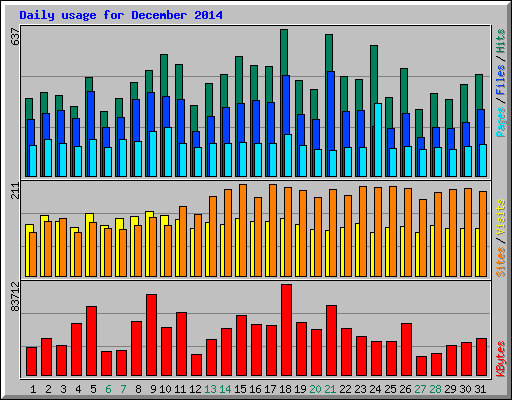 Daily usage for December 2014
637
Pages / Files / Hits
211
Sites / Visits
83712
KBytes
1 2 3 4 5 6 7 8 9 10 11 12 13 14 15 16 17 18 19 20 21 22 23 24 25 26 27 28 29 30 31